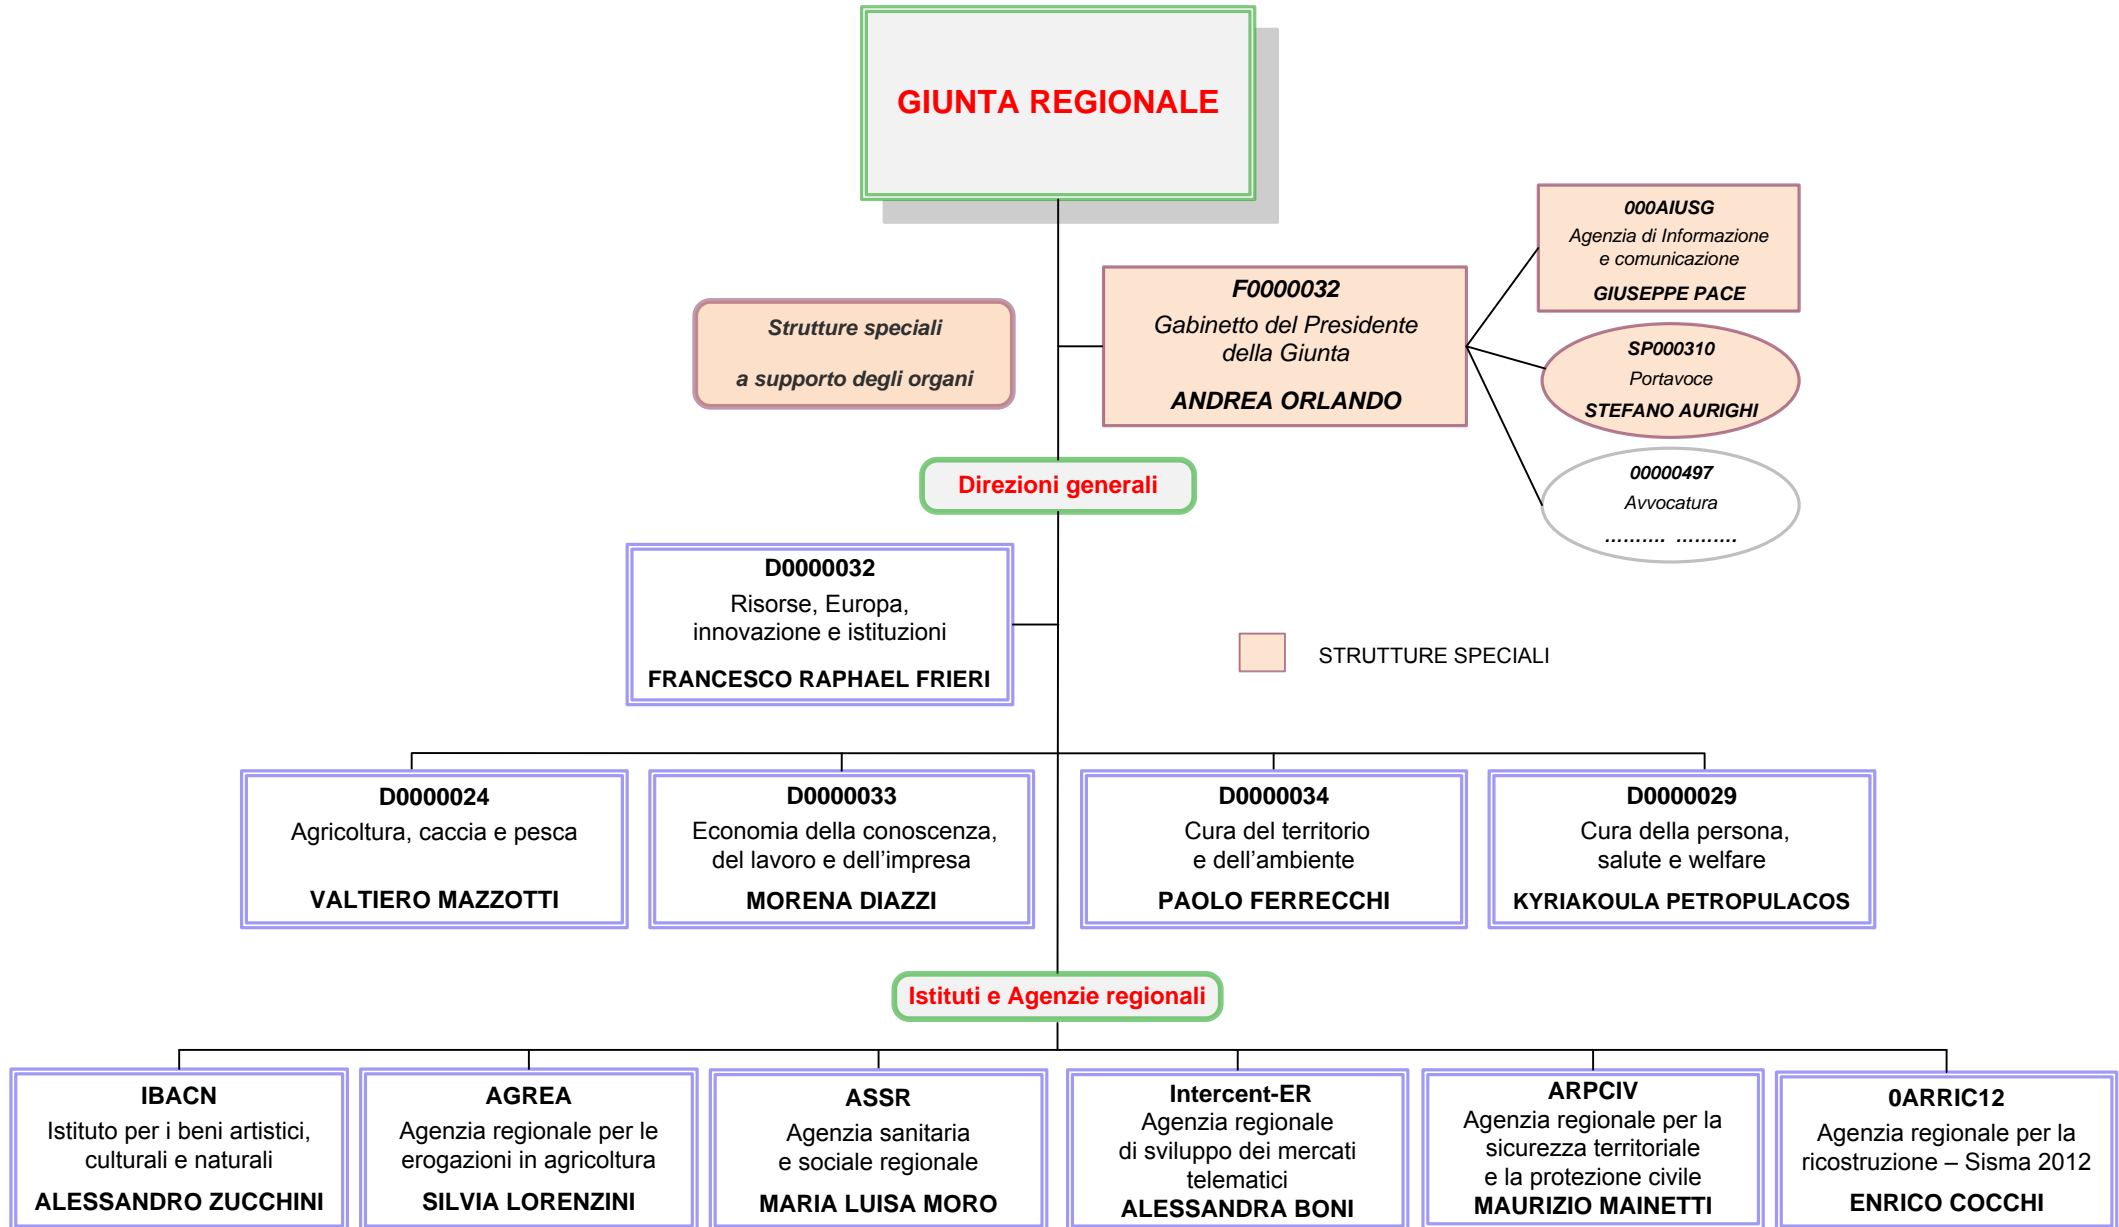 GIUNTA REGIONALE
000AIUSG
Agenzia di Informazione
e comunicazione
GIUSEPPE PACE
F0000032
Gabinetto del Presidente
della Giunta
ANDREA ORLANDO
Strutture speciali
a supporto degli organi
SP000310
Portavoce
STEFANO AURIGHI
00000497
Avvocatura
.......... ..........
Direzioni generali
D0000032
Risorse, Europa,
innovazione e istituzioni
FRANCESCO RAPHAEL FRIERI
STRUTTURE SPECIALI
D0000024
Agricoltura, caccia e pesca
VALTIERO MAZZOTTI
D0000033
Economia della conoscenza,
del lavoro e dell’impresa
MORENA DIAZZI
D0000034
Cura del territorio
e dell’ambiente
PAOLO FERRECCHI
D0000029
Cura della persona,
salute e welfare
KYRIAKOULA PETROPULACOS
Istituti e Agenzie regionali
IBACN
Istituto per i beni artistici,
culturali e naturali
ALESSANDRO ZUCCHINI
AGREA
Agenzia regionale per le
erogazioni in agricoltura
SILVIA LORENZINI
ASSR
Agenzia sanitaria
e sociale regionale
MARIA LUISA MORO
Intercent-ER
Agenzia regionale
di sviluppo dei mercati
telematici
ALESSANDRA BONI
ARPCIV
Agenzia regionale per la
sicurezza territoriale
e la protezione civile
MAURIZIO MAINETTI
0ARRIC12
Agenzia regionale per la
ricostruzione – Sisma 2012
ENRICO COCCHI